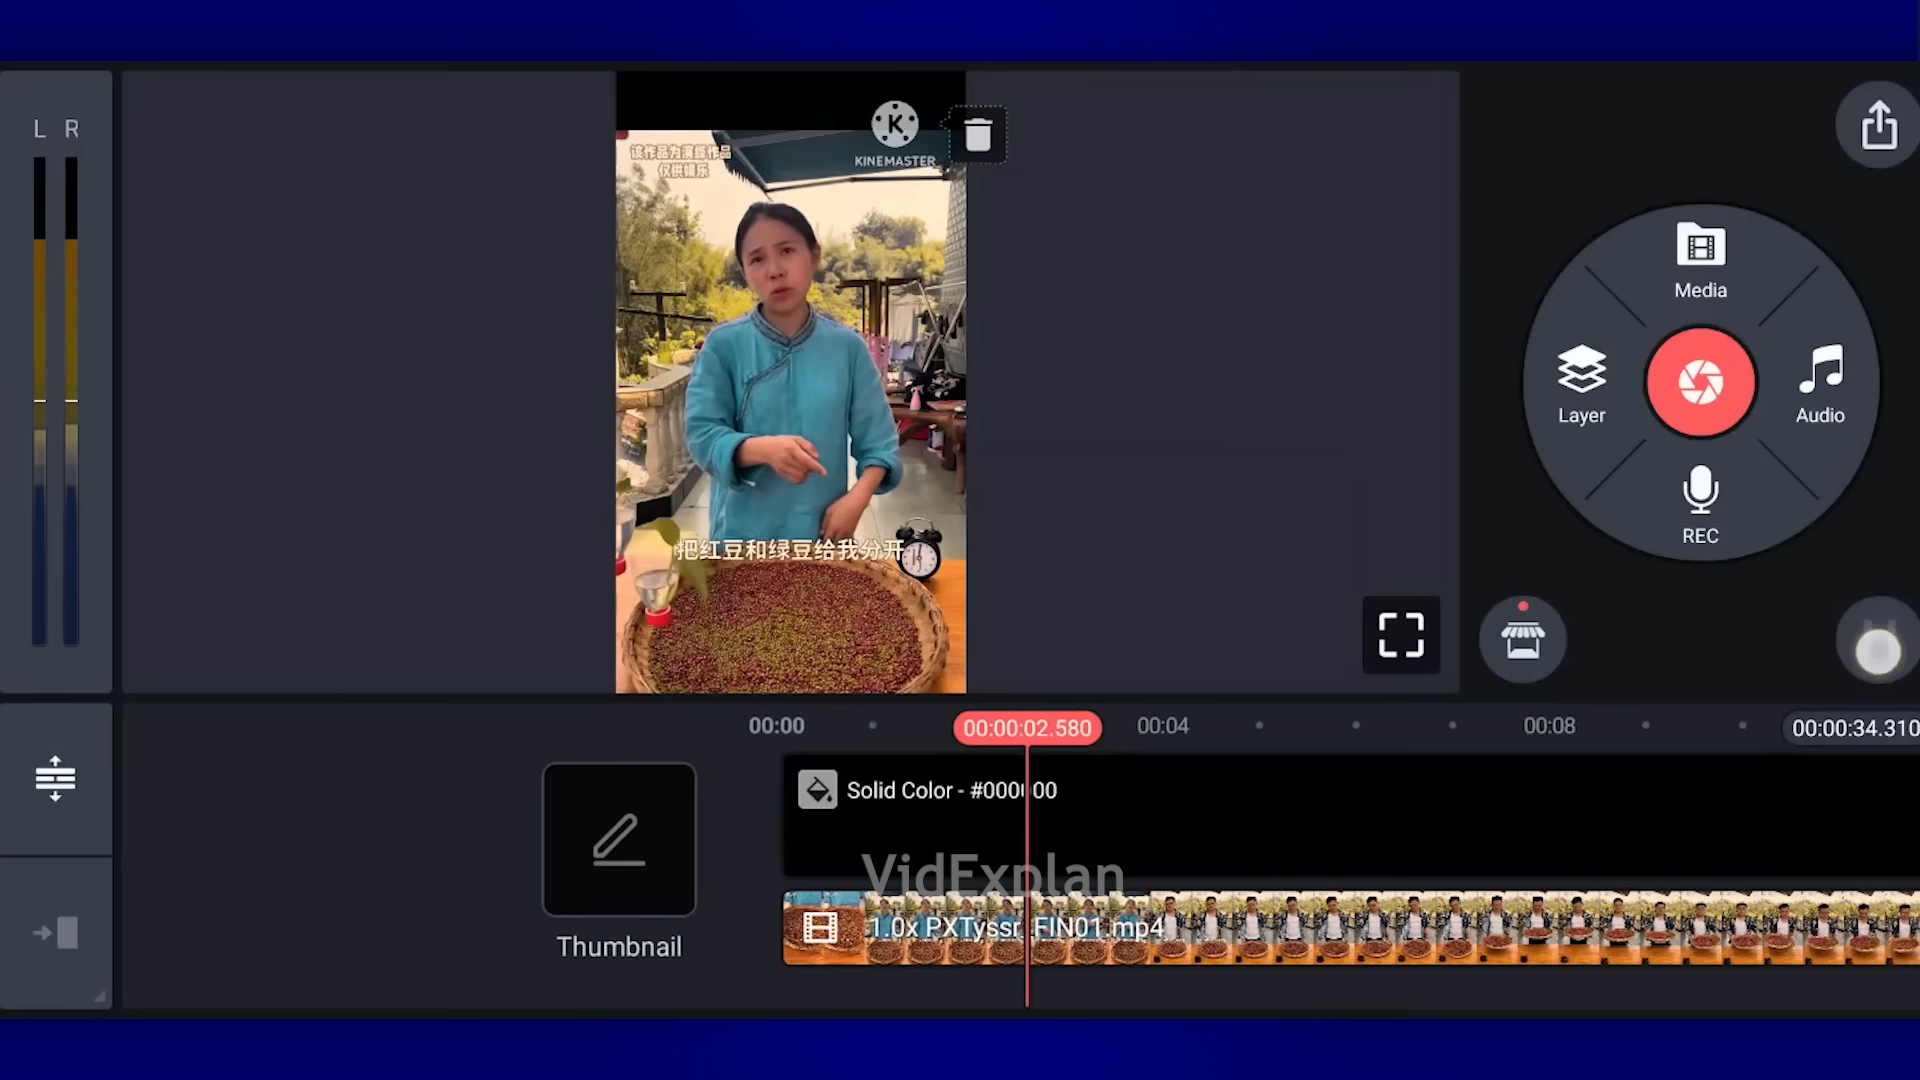 L R
该作品为演绎作品
仅供娱乐
KINEMASTER
把红豆和绿豆给我分开
Media
Layer
Audio
REC
00:00
00:00:02.580
00:04
00:08
00:00:34.310
Solid Color - #000000
VidExplan
1.0x PXTyssr_FIN01.mp4
Thumbnail